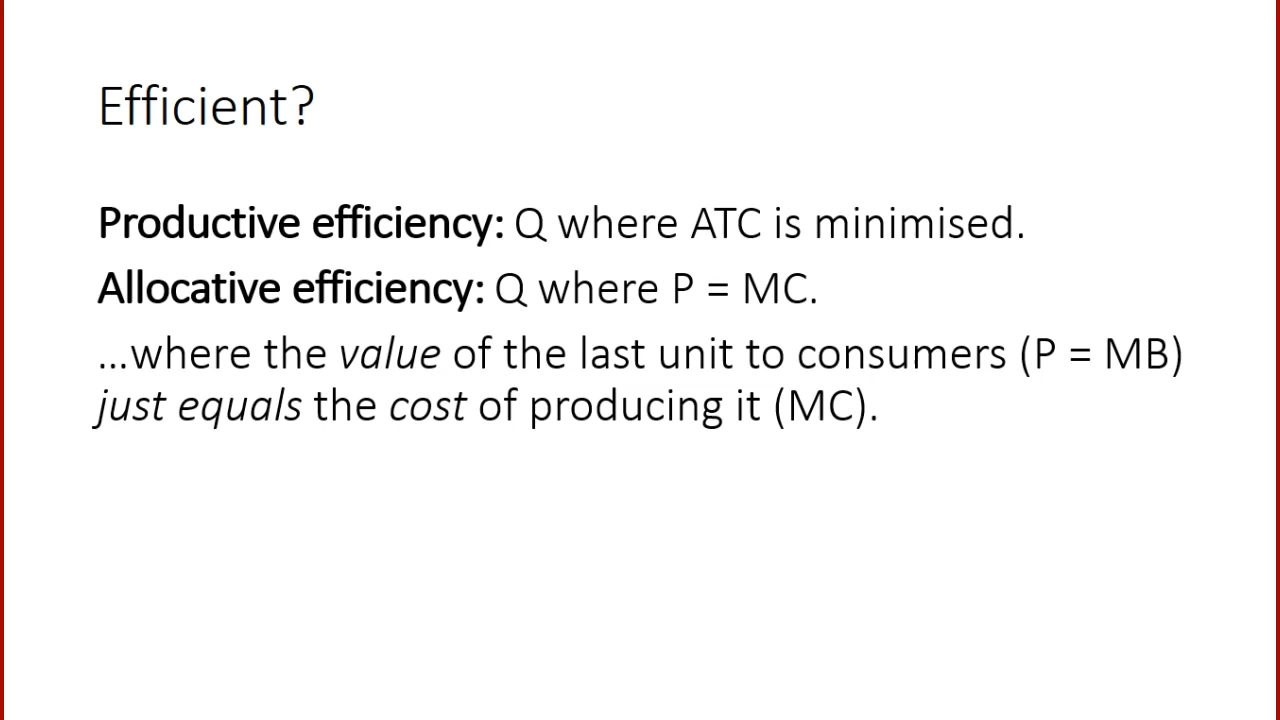 Efficient?
Productive efficiency: Q where ATC is minimised.
Allocative efficiency: Q where P = MC.
...where the value of the last unit to consumers (P = MB)
just equals the cost of producing it (MC).